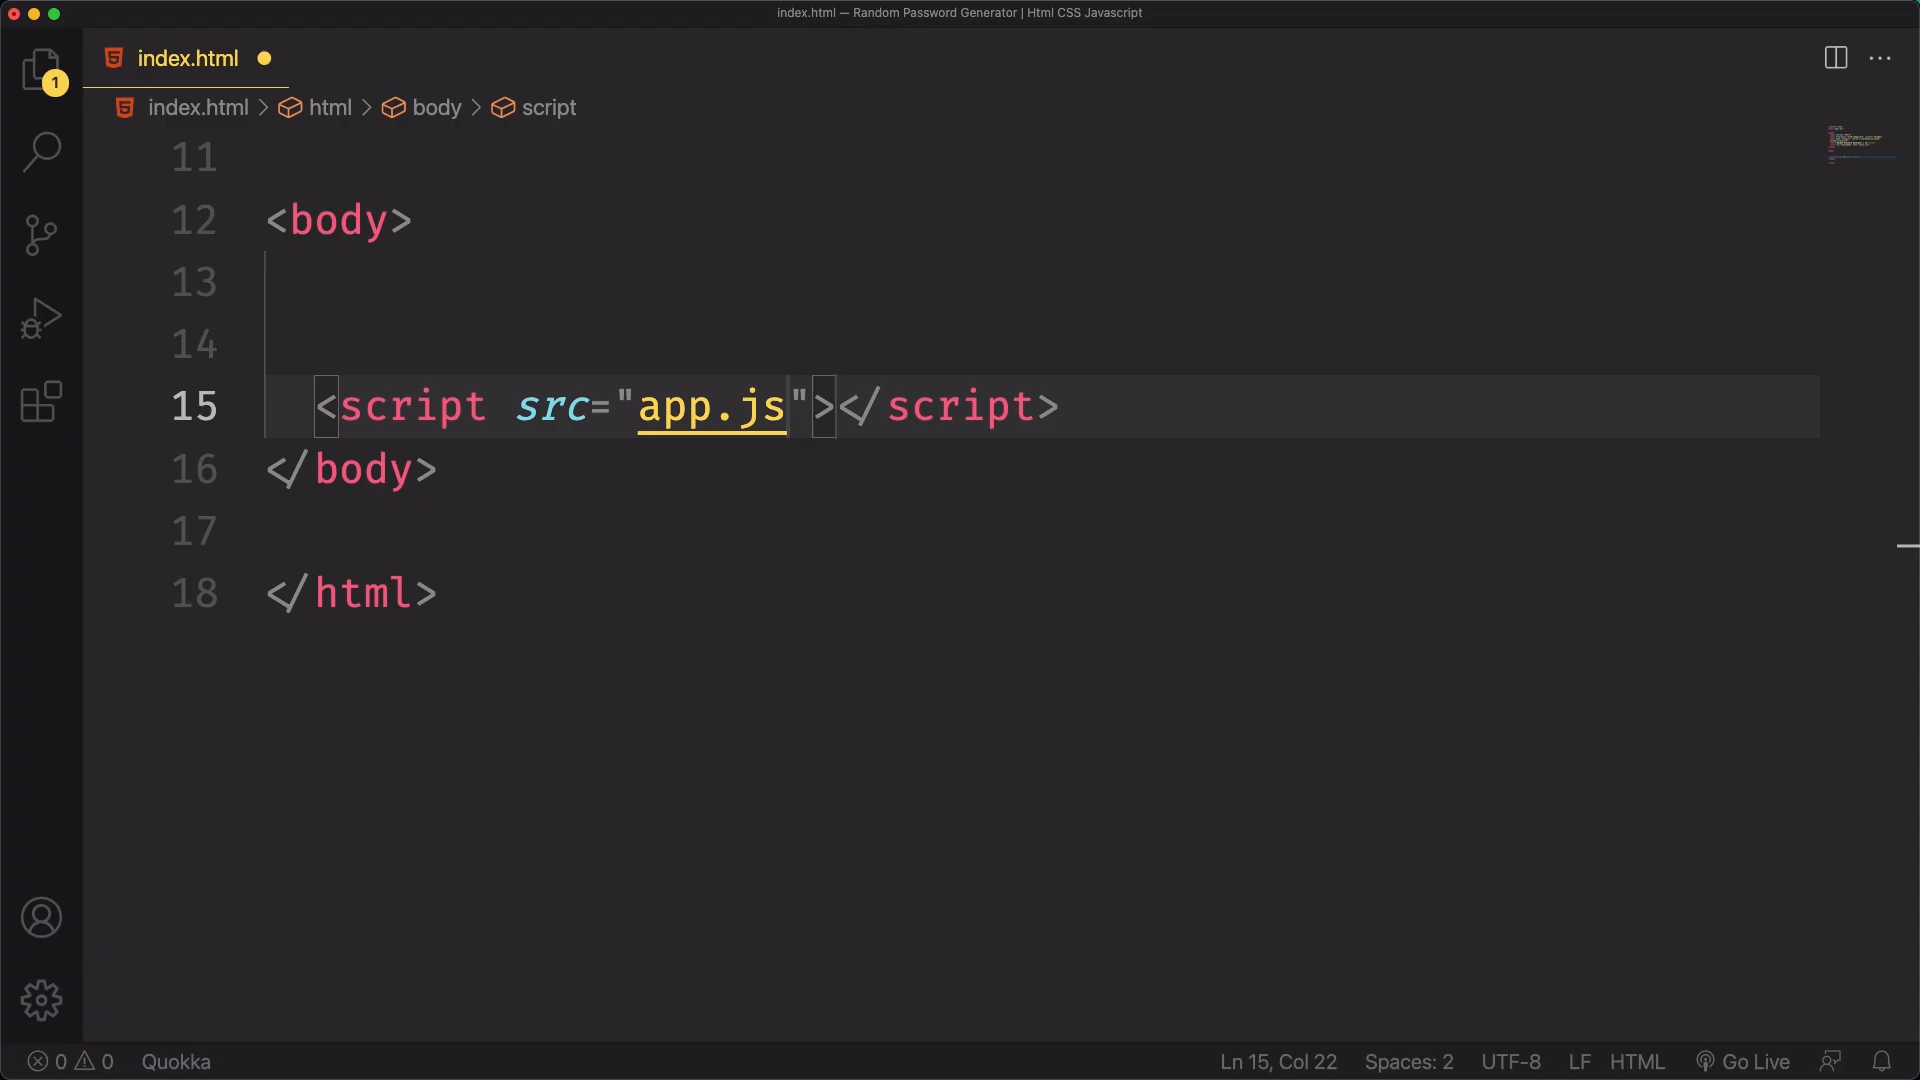 index.html — Random Password Generator | Html CSS Javascript
index.html
1
index.html > html > body > script
11
12 <body>
13
14
15 <script src="app.js"></script>
16 </body>
17
18 </html>
0 0 Quokka Ln 15, Col 22 Spaces: 2 UTF-8 LF HTML Go Live